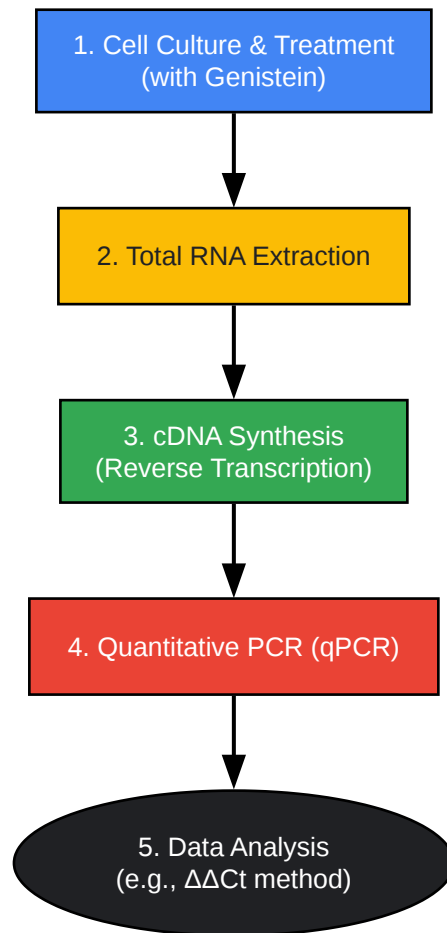 1. Cell Culture & Treatment
(with Genistein)
2. Total RNA Extraction
3. cDNA Synthesis
(Reverse Transcription)
4. Quantitative PCR (qPCR)
5. Data Analysis
(e.g., ΔΔCt method)